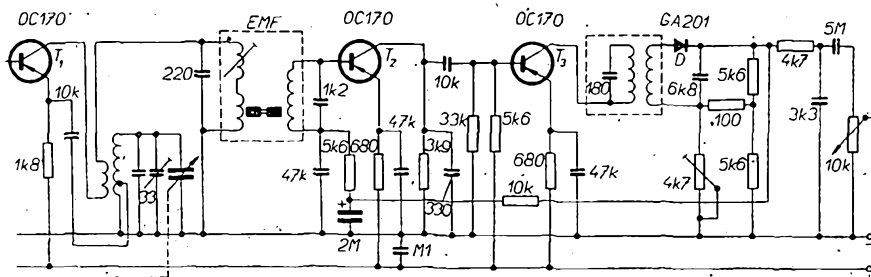 OC170 EMF OC170 OC170 GA201
T₁ T₂ T₃ D 5M
220 10k 180 6k8 5k6 4k7
10k 1k2 100 3k3
33k 5k6
1k8 33 47k 5k6 680 47k 3k9 680 47k 4k7 5k6 10k
330 10k
+
2M M1